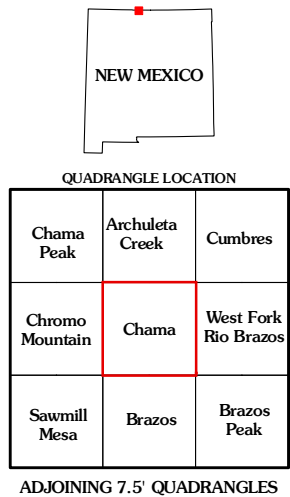 NEW MEXICO
QUADRANGLE LOCATION
Chama
Peak
Archuleta
Creek
Cumbres
Chromo
Mountain
Chama
West Fork
Rio Brazos
Sawmill
Mesa
Brazos
Brazos
Peak
ADJOINING 7.5' QUADRANGLES